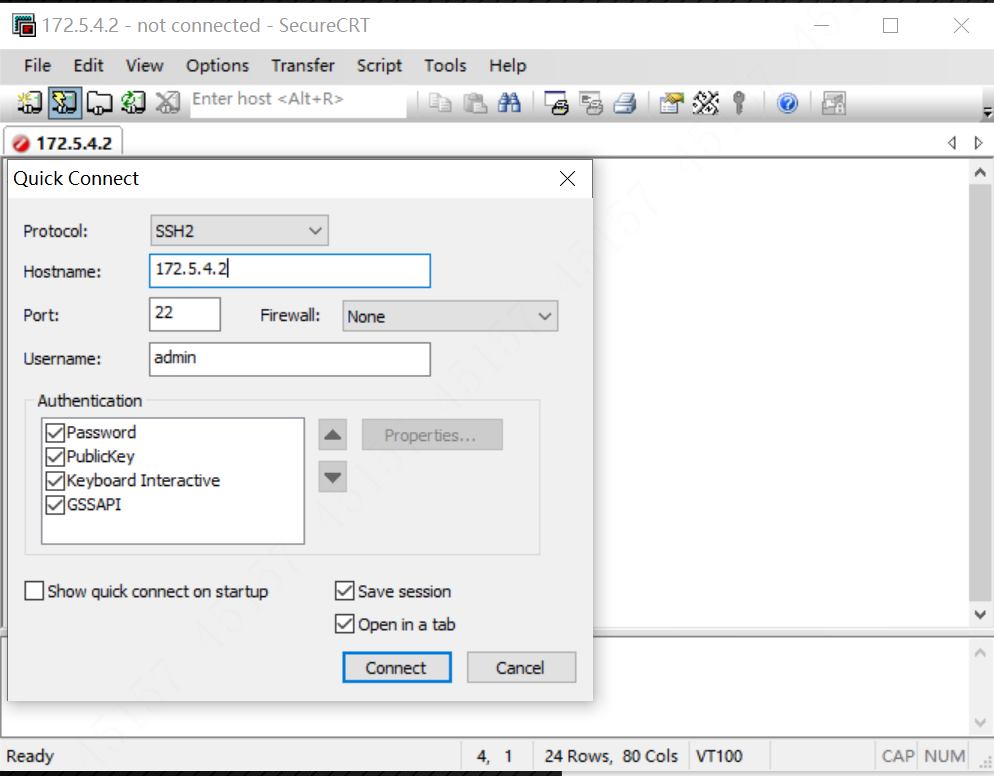 172.5.4.2 - not connected - SecureCRT
File Edit View Options Transfer Script Tools Help
Enter host <Alt+R>
172.5.4.2
Quick Connect
Protocol: SSH2
Hostname: 172.5.4.2
Port: 22 Firewall: None
Username: admin
Authentication
Password
Properties...
PublicKey
Keyboard Interactive
GSSAPI
Show quick connect on startup Save session
Open in a tab
Connect Cancel
Ready 4, 1 24 Rows, 80 Cols VT100 CAP NUM